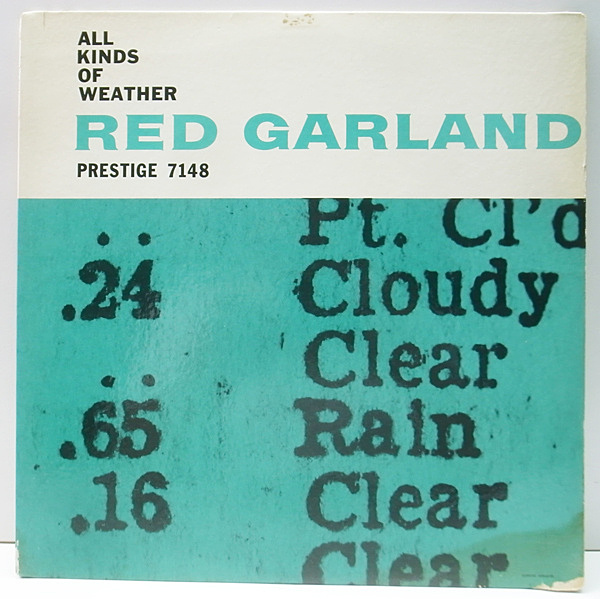 ALL
KINDS
OF
WEATHER
RED GARLAND
PRESTIGE 7148
.. Pt. Cl'd
.24 Cloudy
.. Clear
.65 Rain
.16 Clear
Clear